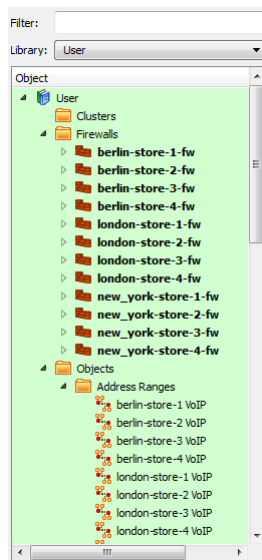 Filter:
Library: User
Object
User
Clusters
Firewalls
berlin-store-1-fw
berlin-store-2-fw
berlin-store-3-fw
berlin-store-4-fw
london-store-1-fw
london-store-2-fw
london-store-3-fw
london-store-4-fw
new_york-store-1-fw
new_york-store-2-fw
new_york-store-3-fw
new_york-store-4-fw
Objects
Address Ranges
berlin-store-1 VoIP
berlin-store-2 VoIP
berlin-store-3 VoIP
berlin-store-4 VoIP
london-store-1 VoIP
london-store-2 VoIP
london-store-3 VoIP
london-store-4 VoIP